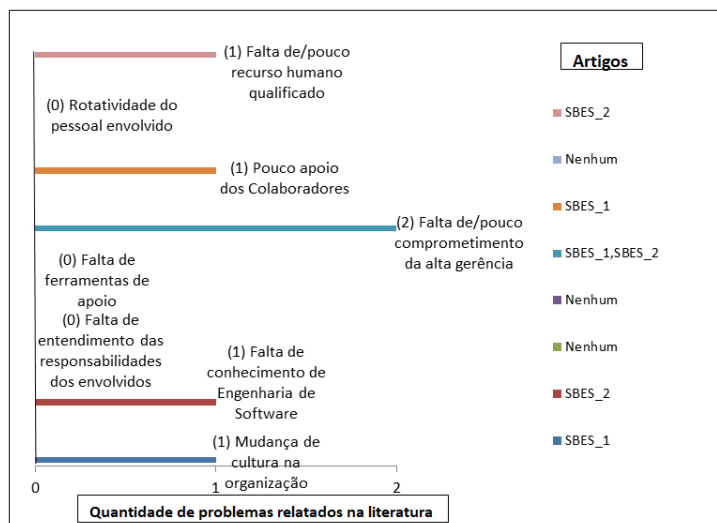 (1) Falta de/pouco
recurso humano
qualificado
(0) Rotatividade do
pessoal envolvido
(1) Pouco apoio
dos Colaboradores
(2) Falta de/pouco
comprometimento
da alta gerência
(0) Falta de
ferramentas de
apoio
(0) Falta de
entendimento das
responsabilidades
dos envolvidos
(1) Falta de
conhecimento de
Engenharia de
Software
(1) Mudança de
cultura na
organização
0
1
2
Quantidade de problemas relatados na literatura
Artigos
SBES_2
Nenhum
SBES_1
SBES_1,SBES_2
Nenhum
Nenhum
SBES_2
SBES_1